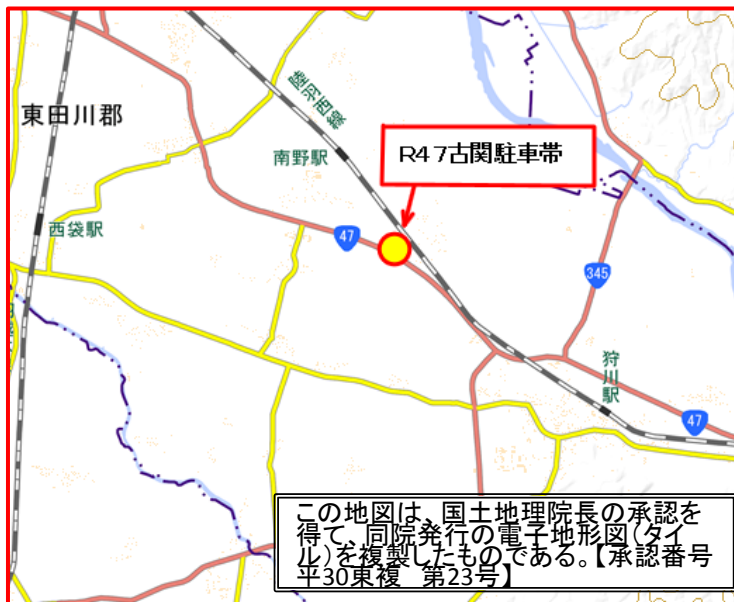 東田川郡
陸羽西線
南野駅
R47古関駐車帯
西袋駅
47
345
狩川駅
47
この地図は、国土地理院長の承認を
得て、同院発行の電子地形図(タイ
ル)を複製したものである。【承認番号
平30東複 第23号】